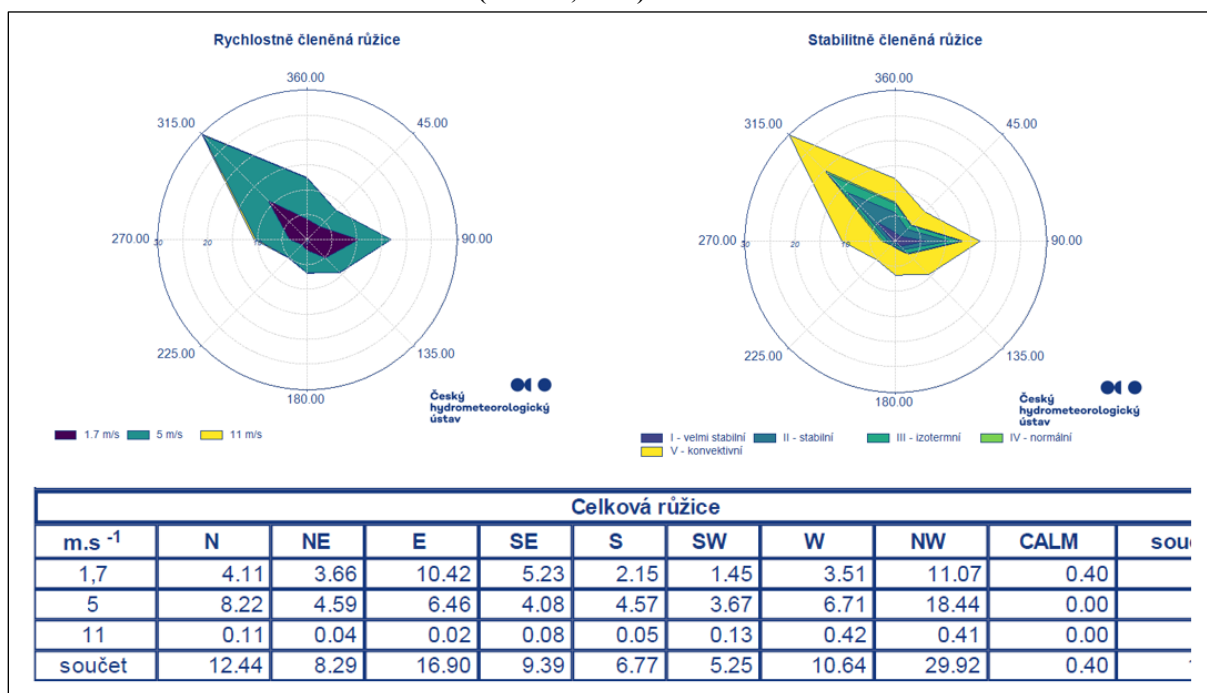 Rychlostně členěná růžice
360.00
315.00
45.00
270.00
30
20
10
90.00
225.00
135.00
180.00
Český
hydrometeorologický
ústav
1.7 m/s
5 m/s
11 m/s
Stabilitně členěná růžice
360.00
315.00
45.00
270.00
30
20
10
90.00
225.00
135.00
180.00
Český
hydrometeorologický
ústav
I - velmi stabilní II - stabilní III - izotermní IV - normální
V - konvektivní
Celková růžice
m.s -1 N NE E SE S SW W NW CALM
1,7 4.11 3.66 10.42 5.23 2.15 1.45 3.51 11.07 0.40
5 8.22 4.59 6.46 4.08 4.57 3.67 6.71 18.44 0.00
11 0.11 0.04 0.02 0.08 0.05 0.13 0.42 0.41 0.00
součet 12.44 8.29 16.90 9.39 6.77 5.25 10.64 29.92 0.40